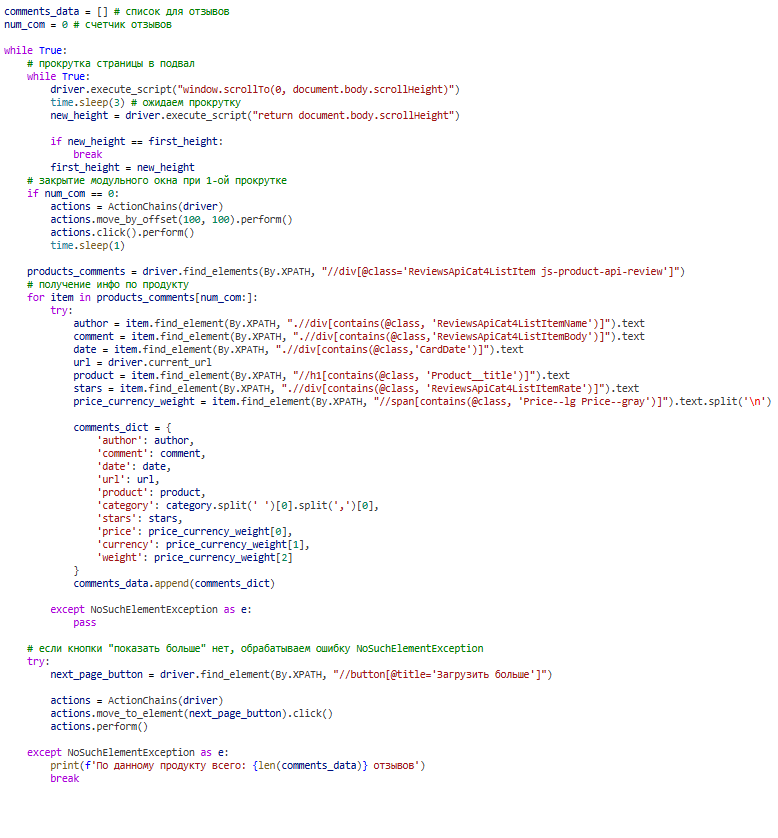 comments_data = [] # список для отзывов
num_com = 0 # счетчик отзывов

while True:
    # прокрутка страницы в подвал
    while True:
        driver.execute_script("window.scrollTo(0, document.body.scrollHeight)")
        time.sleep(3) # ожидаем прокрутку
        new_height = driver.execute_script("return document.body.scrollHeight")

        if new_height == first_height:
            break
        first_height = new_height
    # закрытие модульного окна при 1-ой прокрутке
    if num_com == 0:
        actions = ActionChains(driver)
        actions.move_by_offset(100, 100).perform()
        actions.click().perform()
        time.sleep(1)

    products_comments = driver.find_elements(By.XPATH, "//div[@class='ReviewsApiCat4ListItem js-product-api-review']")
    # получение инфо по продукту
    for item in products_comments[num_com:]:
        try:
            author = item.find_element(By.XPATH, ".//div[contains(@class, 'ReviewsApiCat4ListItemName')]").text
            comment = item.find_element(By.XPATH, ".//div[contains(@class,'ReviewsApiCat4ListItemBody')]").text
            date = item.find_element(By.XPATH, ".//div[contains(@class,'CardDate')]").text
            url = driver.current_url
            product = item.find_element(By.XPATH, "//h1[contains(@class, 'Product__title')]").text
            stars = item.find_element(By.XPATH, ".//div[contains(@class, 'ReviewsApiCat4ListItemRate')]").text
            price_currency_weight = item.find_element(By.XPATH, "//span[contains(@class, 'Price--lg Price--gray')]").text.split('\n')

            comments_dict = {
                'author': author,
                'comment': comment,
                'date': date,
                'url': url,
                'product': product,
                'category': category.split(' ')[0].split(',')[0],
                'stars': stars,
                'price': price_currency_weight[0],
                'currency': price_currency_weight[1],
                'weight': price_currency_weight[2]
            }
            comments_data.append(comments_dict)

        except NoSuchElementException as e:
            pass

    # если кнопки "показать больше" нет, обрабатываем ошибку NoSuchElementException
    try:
        next_page_button = driver.find_element(By.XPATH, "//button[@title='Загрузить больше']")

        actions = ActionChains(driver)
        actions.move_to_element(next_page_button).click()
        actions.perform()

    except NoSuchElementException as e:
        print(f'По данному продукту всего: {len(comments_data)} отзывов')
        break